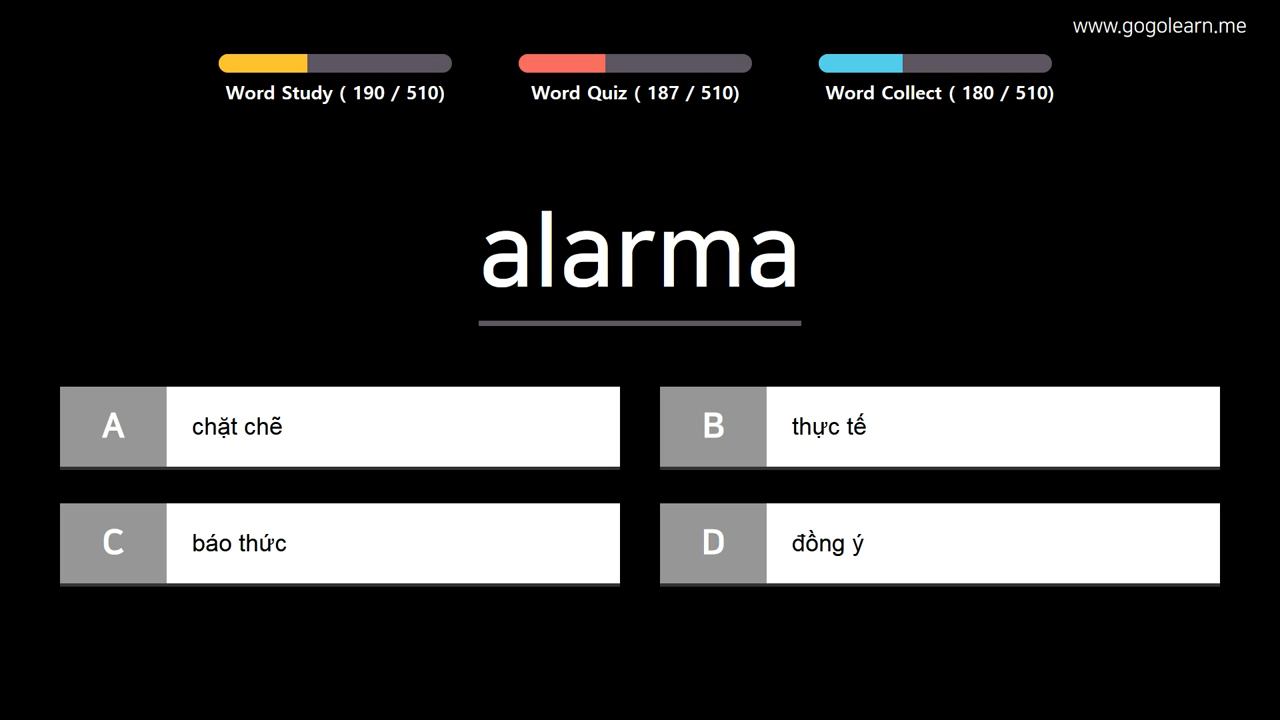 www.gogolearn.me
Word Study ( 190 / 510)
Word Quiz ( 187 / 510)
Word Collect ( 180 / 510)
alarma
A chặt chẽ
B thực tế
C báo thức
D đồng ý